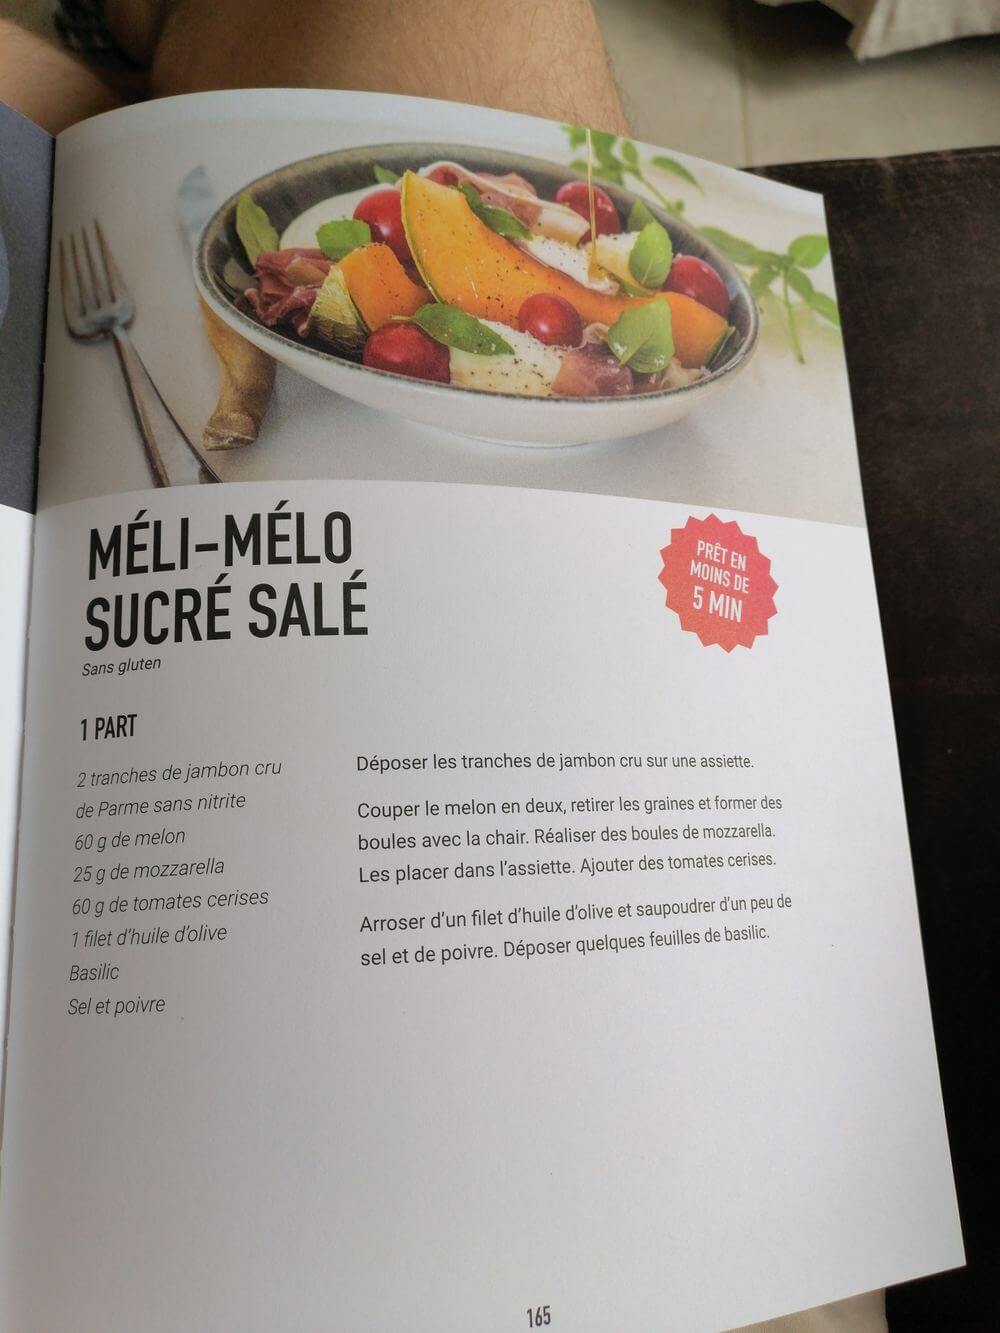 MÉLI-MÉLO
SUCRÉ SALÉ
Sans gluten
PRÊT EN
MOINS DE
5 MIN
1 PART
2 tranches de jambon cru
de Parme sans nitrite
60 g de melon
25 g de mozzarella
60 g de tomates cerises
1 filet d'huile d'olive
Basilic
Sel et poivre
Déposer les tranches de jambon cru sur une assiette.
Couper le melon en deux, retirer les graines et former des
boules avec la chair. Réaliser des boules de mozzarella.
Les placer dans l'assiette. Ajouter des tomates cerises.
Arroser d'un filet d'huile d'olive et saupoudrer d'un peu de
sel et de poivre. Déposer quelques feuilles de basilic.
165